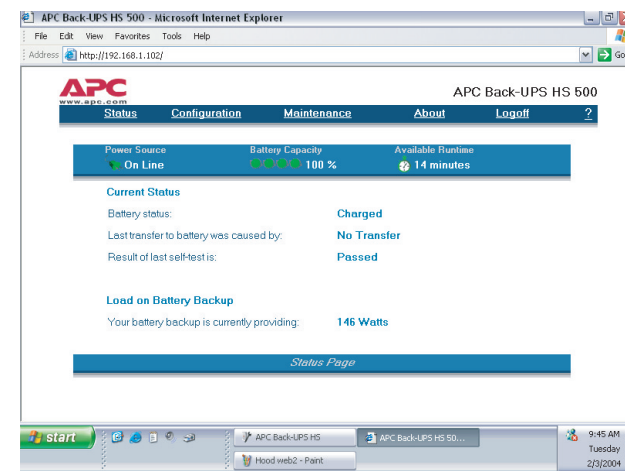 APC Back-UPS HS 500 - Microsoft Internet Explorer
File Edit View Favorites Tools Help
Address http://192.168.1.102/ Go
APC
www.apc.com
APC Back-UPS HS 500
Status Configuration Maintenance About Logoff ?
Power Source Battery Capacity Available Runtime
On Line 100 % 14 minutes
Current Status
Battery status: Charged
Last transfer to battery was caused by: No Transfer
Result of last self-test is: Passed
Load on Battery Backup
Your battery backup is currently providing: 146 Watts
Status Page
start APC Back-UPS HS APC Back-UPS HS 50... 9:45 AM
Tuesday
Hood web2 - Paint 2/3/2004